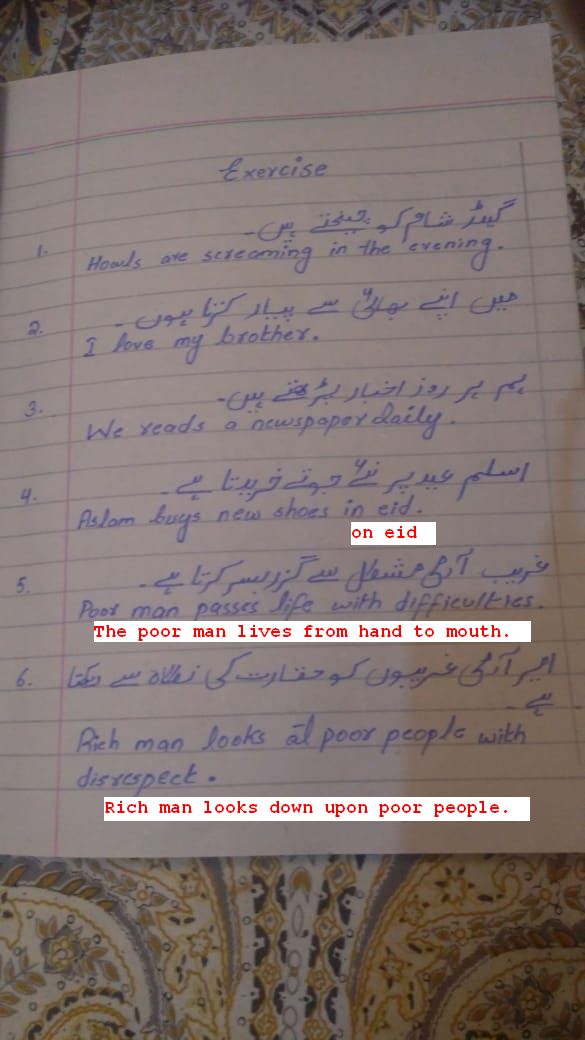 Exercise
1. گیدڑ شام کو چیختے ہیں۔
Howls are screaming in the evening.
2. میں اپنے بھائی سے پیار کرتا ہوں۔
I love my brother.
3. ہم ہر روز اخبار پڑھتے ہیں۔
We reads a newspaper daily.
4. اسلم عید پر نئے جوتے خریدتا ہے۔
Aslam buys new shoes in eid.
on eid
5. غریب آدمی مشکل سے گزر بسر کرتا ہے۔
Poor man passes life with difficulties.
The poor man lives from hand to mouth.
6. امیر آدمی غریبوں کو حقارت کی نگاہ سے دیکھتا
ہے۔
Rich man looks at poor people with
disrespect.
Rich man looks down upon poor people.